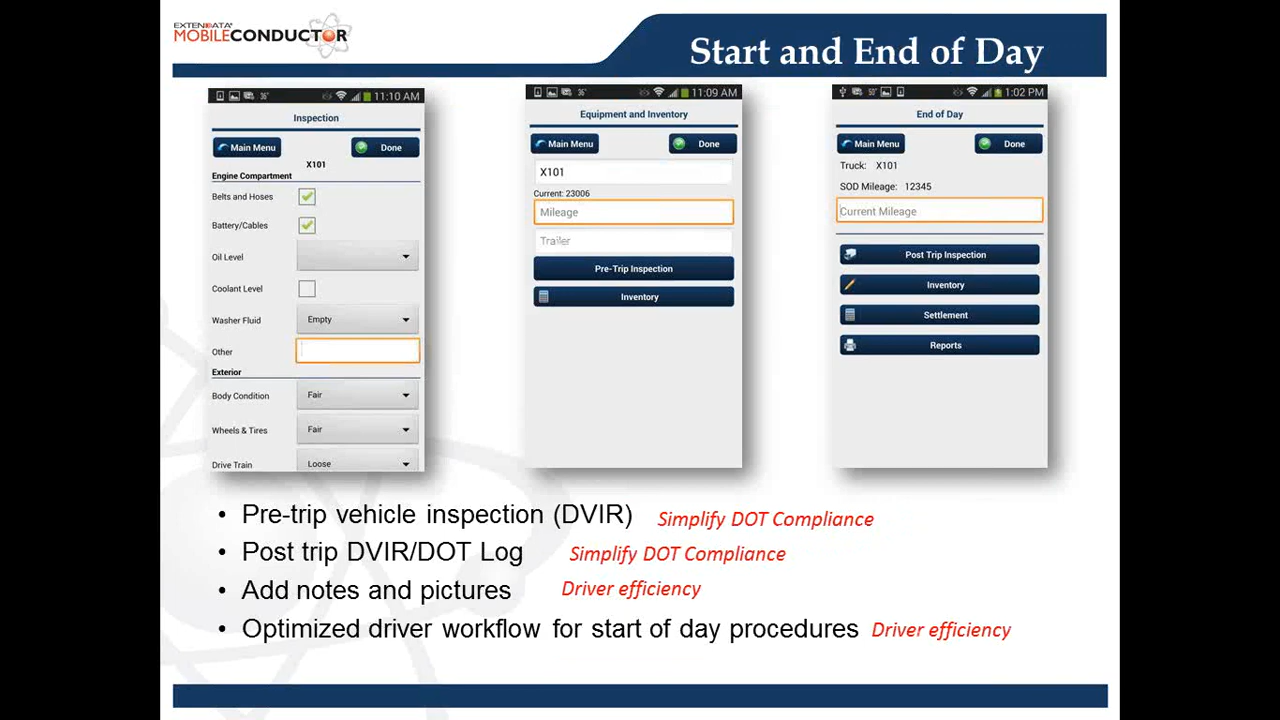 EXTENDATA®
MOBILECONDUCTOR
Start and End of Day
36° 11:10 AM
Inspection
Main Menu Done
X101
Engine Compartment
Belts and Hoses
Battery/Cables
Oil Level
Coolant Level
Washer Fluid Empty
Other
Exterior
Body Condition Fair
Wheels & Tires Fair
Drive Train Loose
36° 11:09 AM
Equipment and Inventory
Main Menu Done
X101
Current: 23006
Mileage
Trailer
Pre-Trip Inspection
Inventory
50° 1:02 PM
End of Day
Main Menu Done
Truck: X101
SOD Mileage: 12345
Current Mileage
Post Trip Inspection
Inventory
Settlement
Reports
• Pre-trip vehicle inspection (DVIR) Simplify DOT Compliance
• Post trip DVIR/DOT Log Simplify DOT Compliance
• Add notes and pictures Driver efficiency
• Optimized driver workflow for start of day procedures Driver efficiency